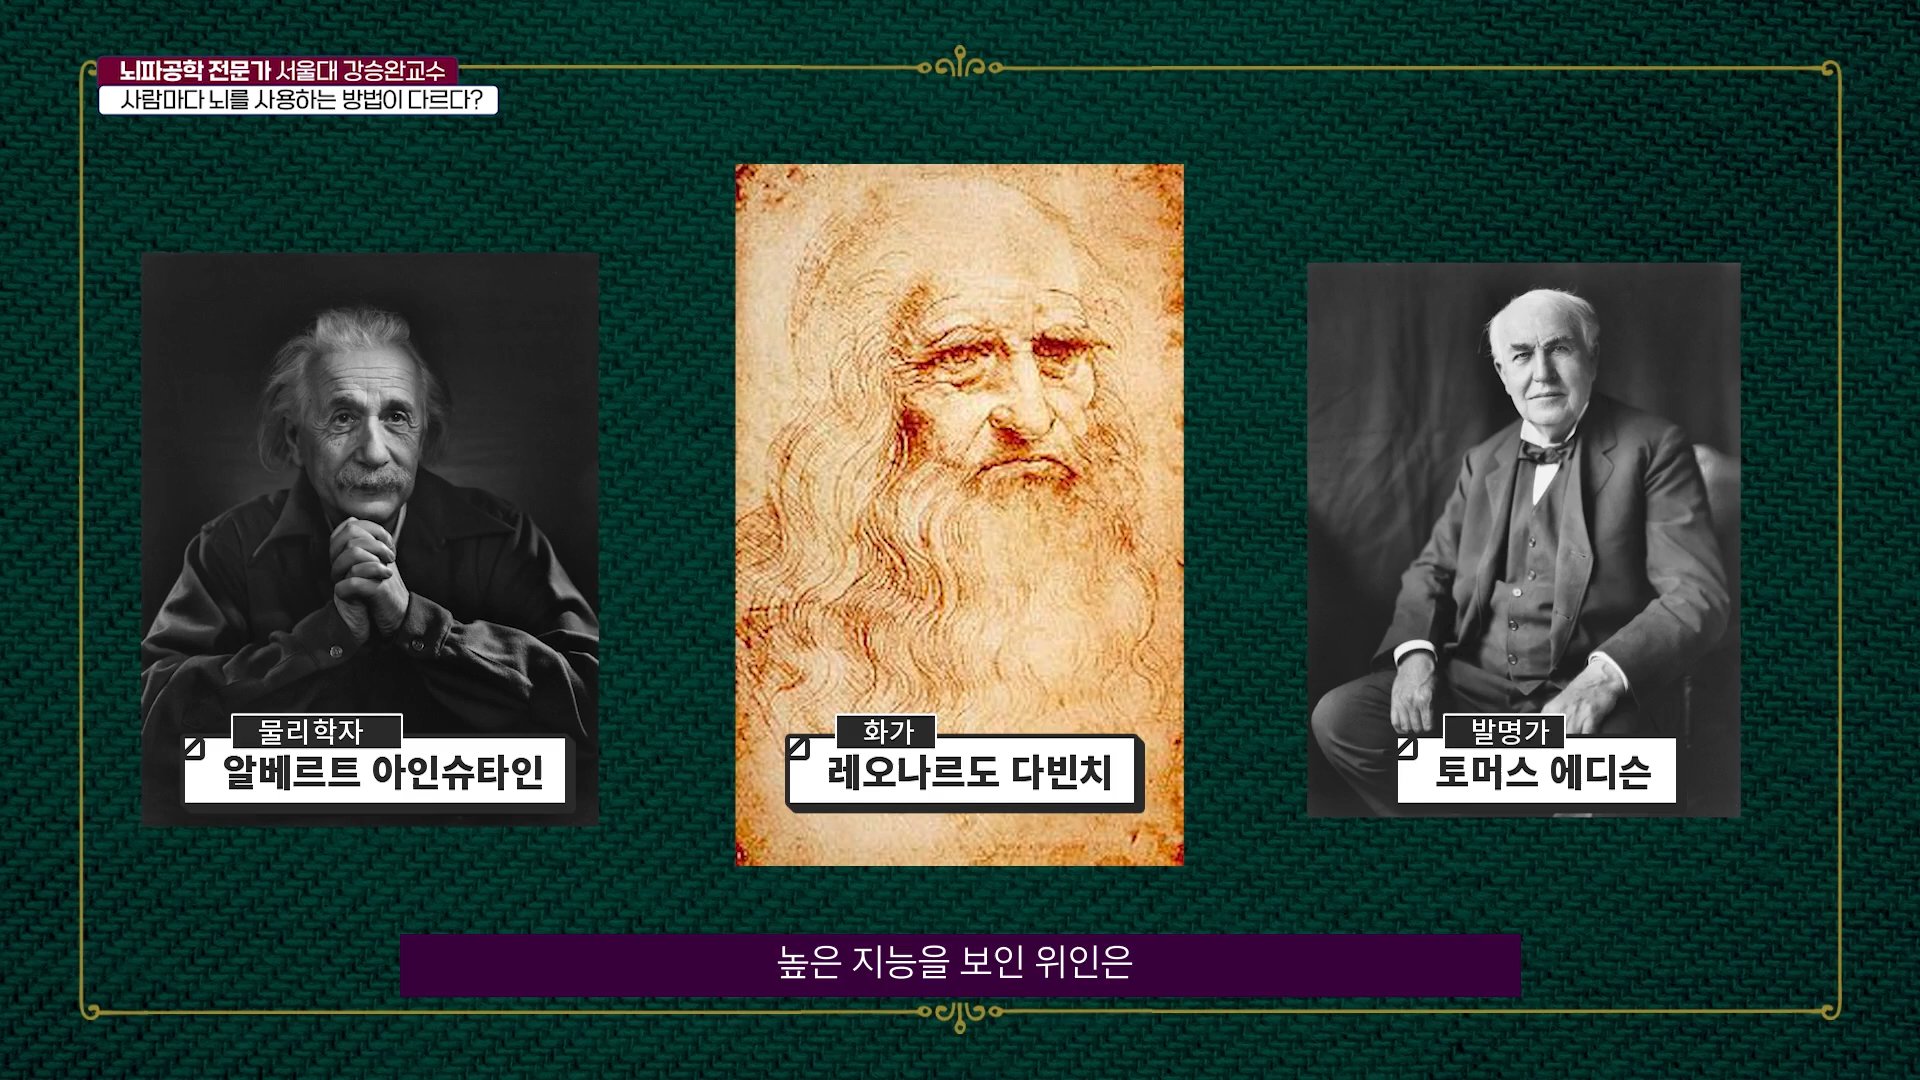 뇌파공학 전문가 서울대 강승완교수
사람마다 뇌를 사용하는 방법이 다르다?
물리학자
알베르트 아인슈타인
화가
레오나르도 다빈치
발명가
토머스 에디슨
높은 지능을 보인 위인은